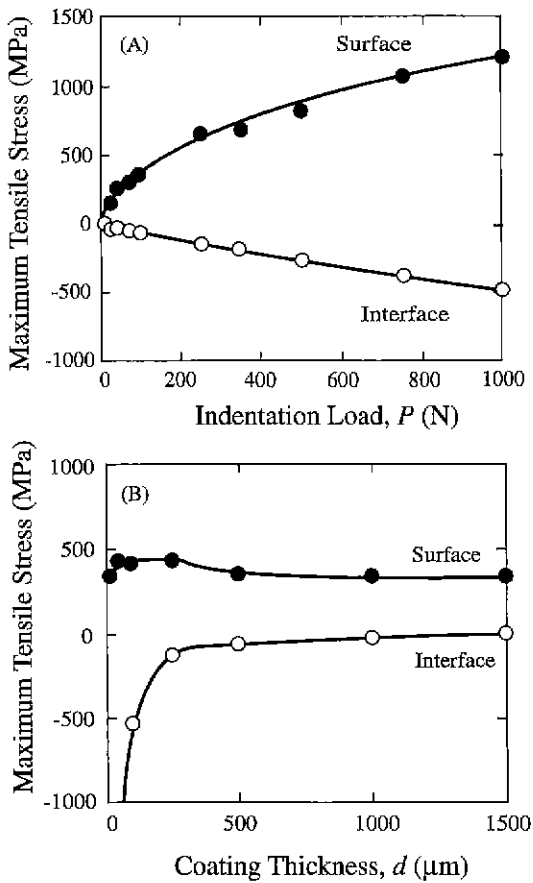 Maximum Tensile Stress (MPa)
1500
1000
500
0
-500
-1000
(A)
Surface
Interface
0 200 400 600 800 1000
Indentation Load, P (N)
Maximum Tensile Stress (MPa)
1000
500
0
-500
-1000
(B)
Surface
Interface
0 500 1000 1500
Coating Thickness, d (μm)